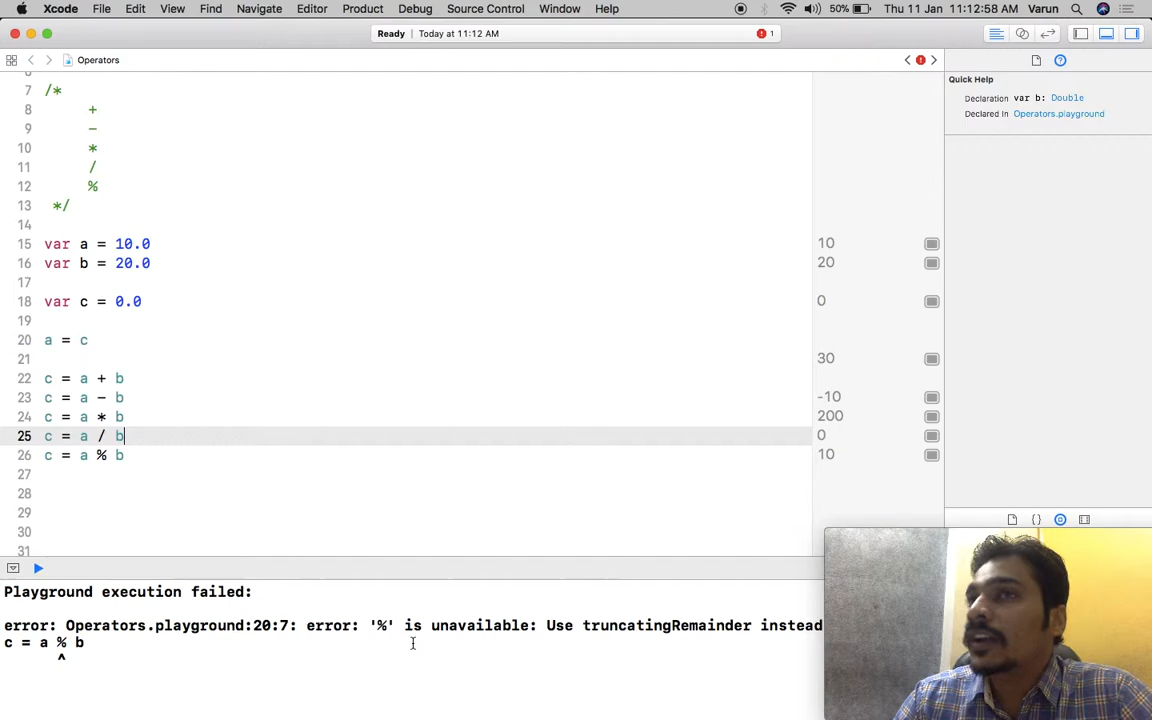 Xcode File Edit View Find Navigate Editor Product Debug Source Control Window Help 50% Thu 11 Jan 11:12:58 AM Varun
Ready | Today at 11:12 AM 1
Operators
Quick Help
Declaration var b: Double
Declared In Operators.playground
7 /*
8 +
9 -
10 *
11 /
12 %
13 */
14
15 var a = 10.0 10
16 var b = 20.0 20
17
18 var c = 0.0 0
19
20 a = c
21 30
22 c = a + b
23 c = a - b -10
24 c = a * b 200
25 c = a / b 0
26 c = a % b 10
27
28
29
30
31
Playground execution failed:
error: Operators.playground:20:7: error: '%' is unavailable: Use truncatingRemainder instead
c = a % b
^